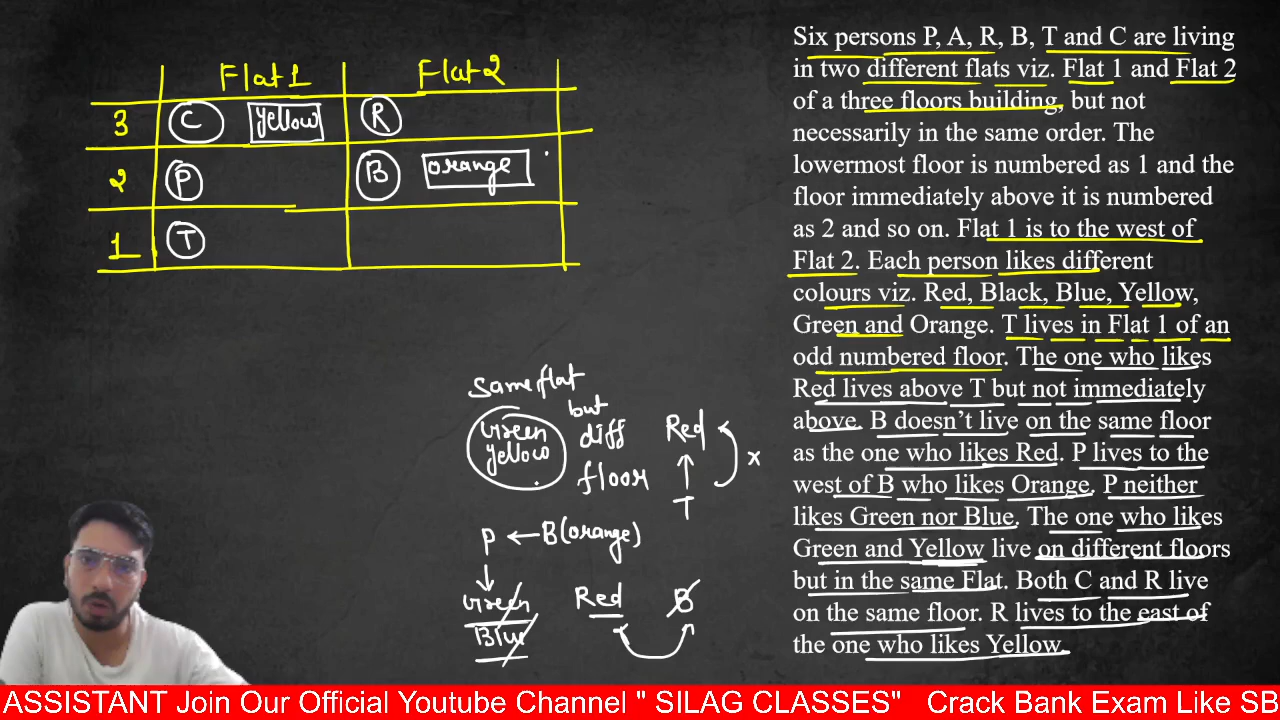 Flat 1 Flat 2
3 C Yellow R
2 P B orange
1 T
Same flat
but
Green diff Red
yellow floor x
T
P ← B (orange)
Green Red B
Blue
Six persons P, A, R, B, T and C are living
in two different flats viz. Flat 1 and Flat 2
of a three floors building, but not
necessarily in the same order. The
lowermost floor is numbered as 1 and the
floor immediately above it is numbered
as 2 and so on. Flat 1 is to the west of
Flat 2. Each person likes different
colours viz. Red, Black, Blue, Yellow,
Green and Orange. T lives in Flat 1 of an
odd numbered floor. The one who likes
Red lives above T but not immediately
above. B doesn't live on the same floor
as the one who likes Red. P lives to the
west of B who likes Orange. P neither
likes Green nor Blue. The one who likes
Green and Yellow live on different floors
but in the same Flat. Both C and R live
on the same floor. R lives to the east of
the one who likes Yellow.
ASSISTANT Join Our Official Youtube Channel " SILAG CLASSES" Crack Bank Exam Like SB